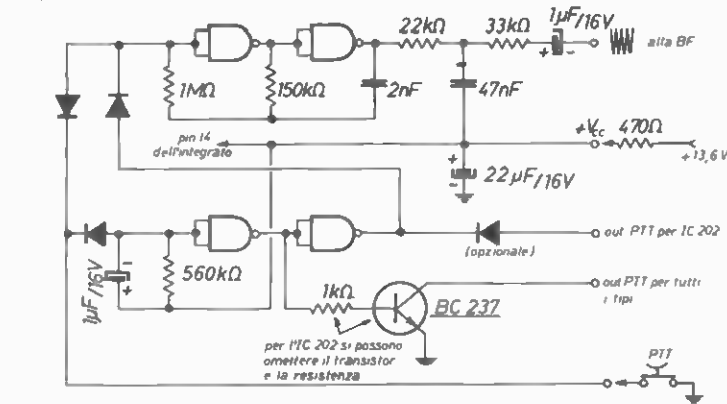 22kΩ
33kΩ
1µF/16V
alta BF
1MΩ
150kΩ
2nF
47nF
pin 14
dell'integrato
+Vcc
470Ω
+13,6V
22µF/16V
out PTT per IC 202
(opzionale)
1µF/16V
560kΩ
1kΩ
BC 237
out PTT per tutti
i tipi
per l'IC 202 si possono
omettere il transistor
e la resistenza
PTT